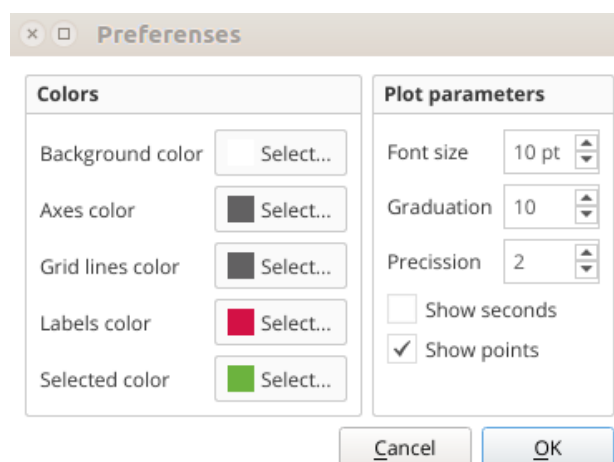 Preferenses
Colors
Background color Select...
Axes color Select...
Grid lines color Select...
Labels color Select...
Selected color Select...
Plot parameters
Font size 10 pt
Graduation 10
Precission 2
Show seconds
Show points
Cancel OK